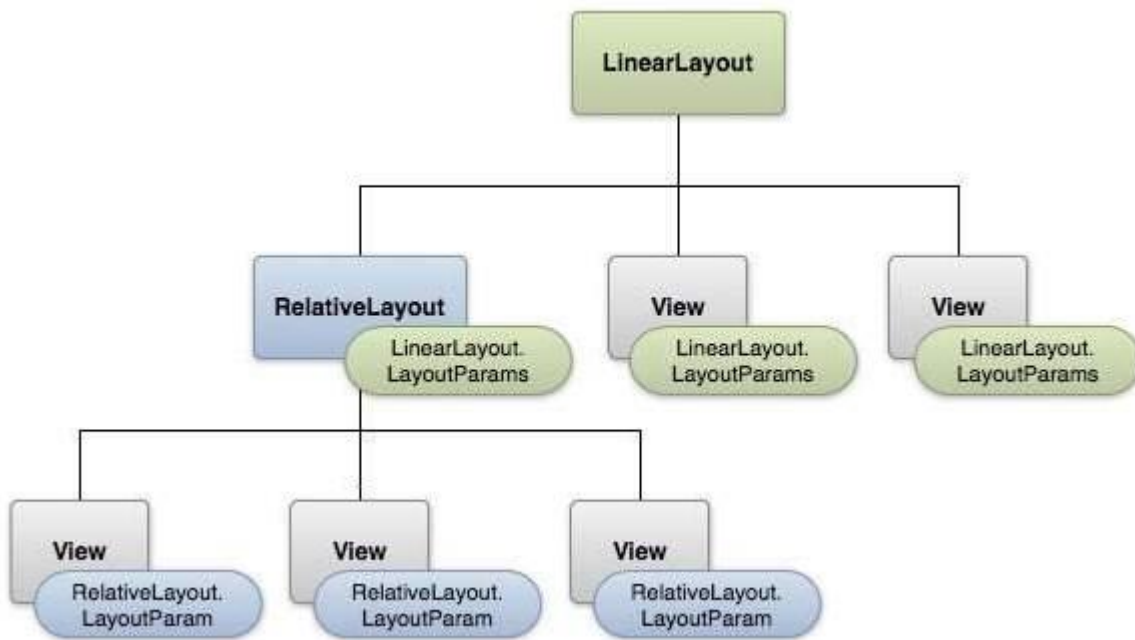 LinearLayout
RelativeLayout
LinearLayout.
LayoutParams
View
LinearLayout.
LayoutParams
View
LinearLayout.
LayoutParams
View
RelativeLayout.
LayoutParam
View
RelativeLayout.
LayoutParam
View
RelativeLayout.
LayoutParam